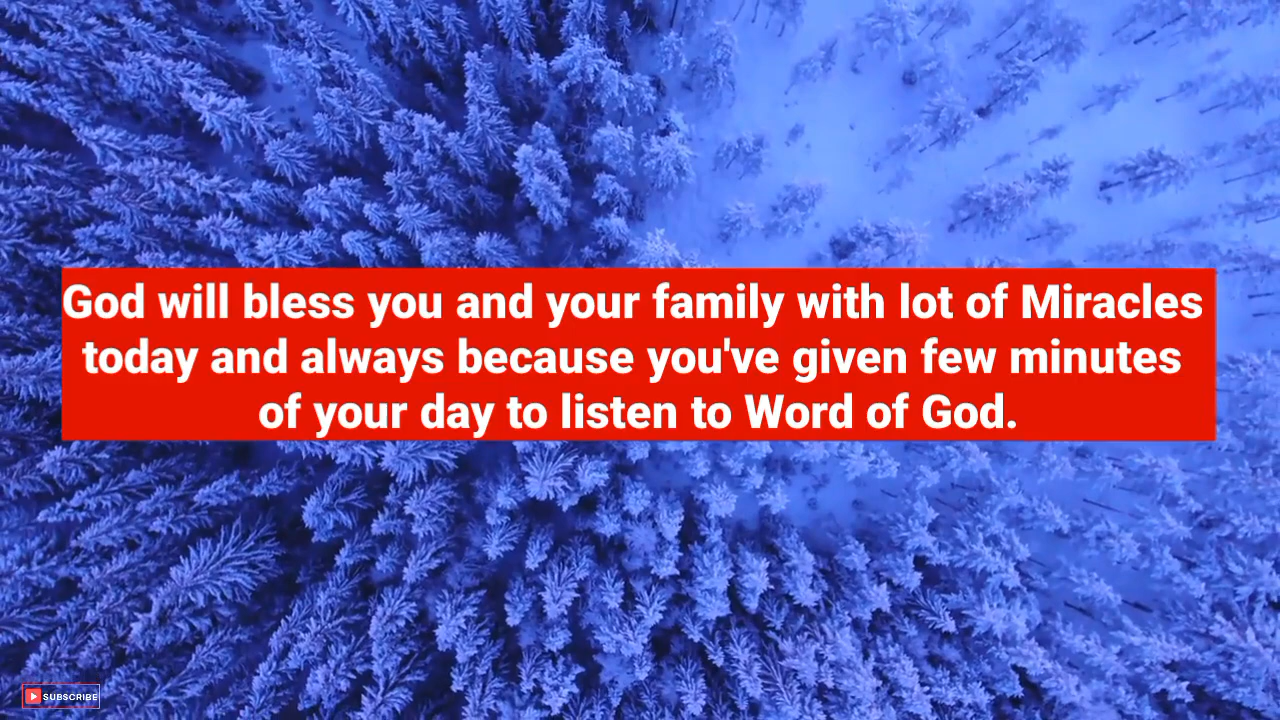 God will bless you and your family with lot of Miracles
today and always because you've given few minutes
of your day to listen to Word of God.
SUBSCRIBE